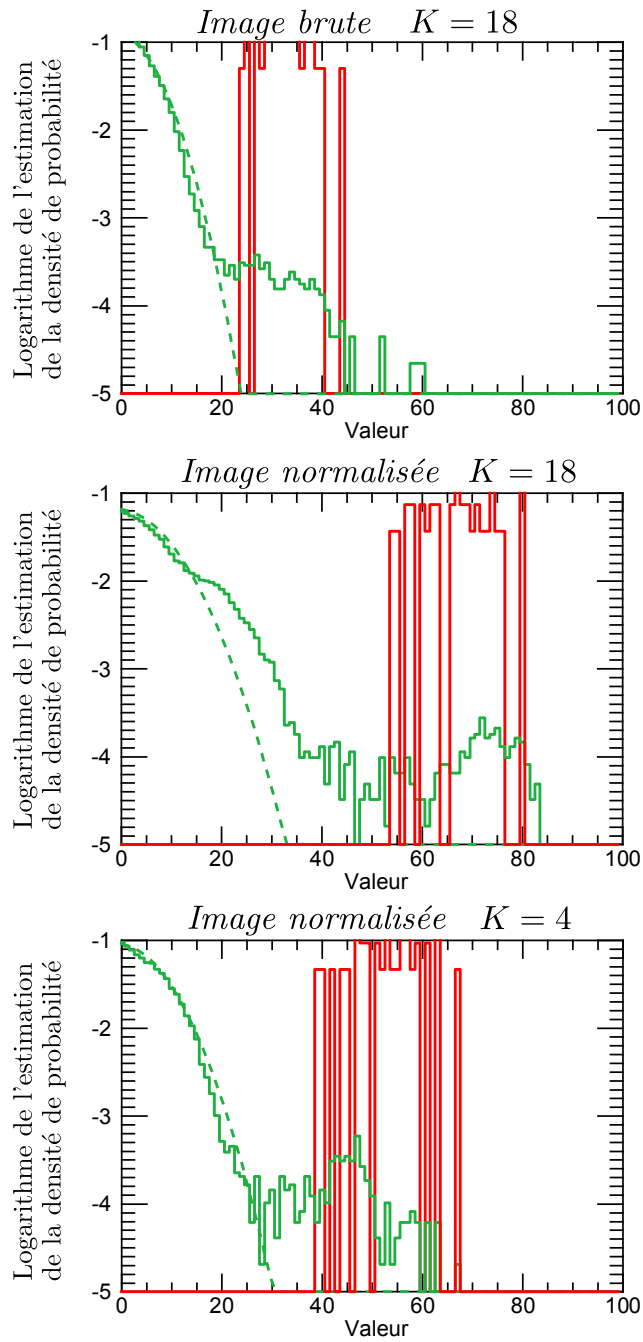 Image brute K = 18
Logarithme de l'estimation
de la densité de probabilité
-1
-2
-3
-4
-5
0 20 40 60 80 100
Valeur
Image normalisée K = 18
Logarithme de l'estimation
de la densité de probabilité
-1
-2
-3
-4
-5
0 20 40 60 80 100
Valeur
Image normalisée K = 4
Logarithme de l'estimation
de la densité de probabilité
-1
-2
-3
-4
-5
0 20 40 60 80 100
Valeur